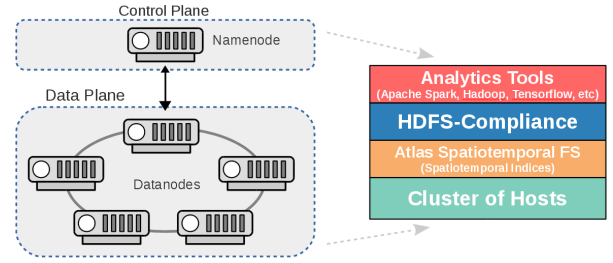 Control Plane
Namenode
Data Plane
Datanodes
Analytics Tools
(Apache Spark, Hadoop, Tensorflow, etc)
HDFS-Compliance
Atlas Spatiotemporal FS
(Spatiotemporal Indices)
Cluster of Hosts